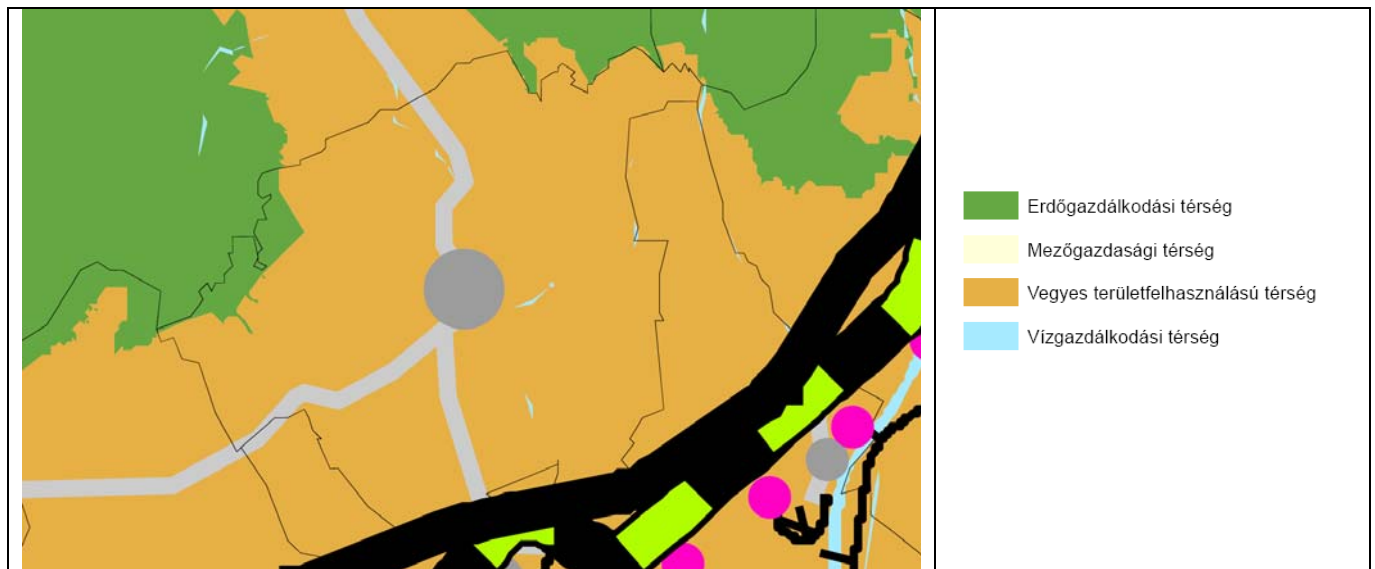 Erdőgazdálkodási térség
Mezőgazdasági térség
Vegyes területfelhasználású térség
Vízgazdálkodási térség